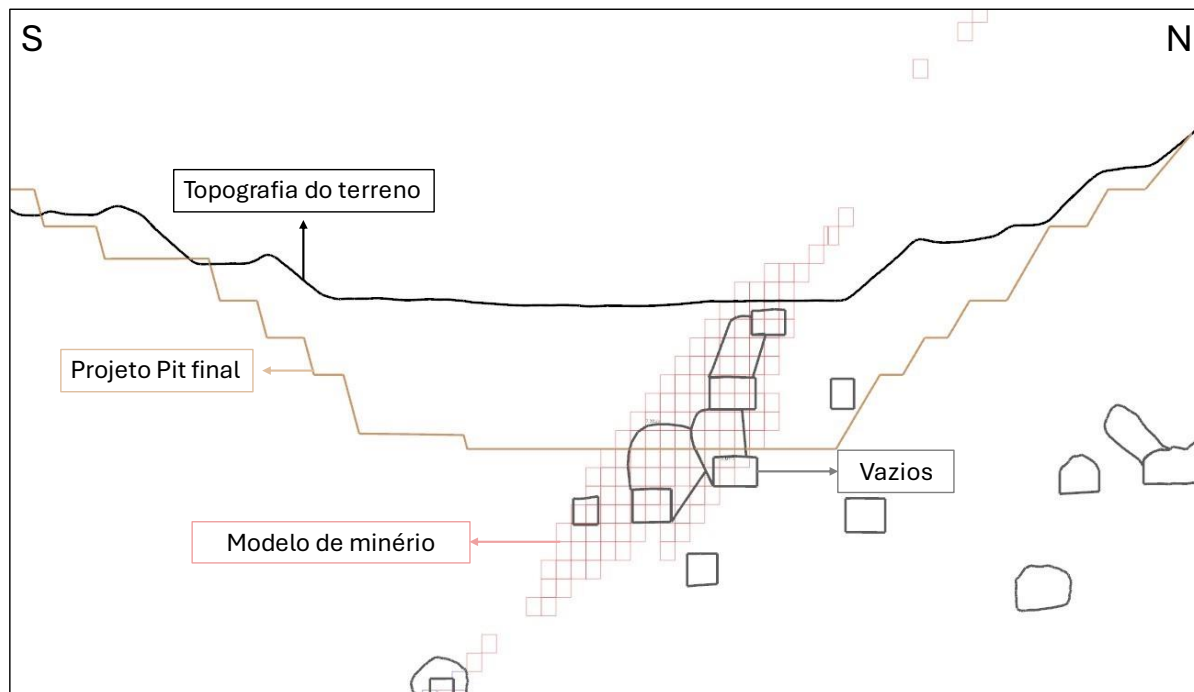 S
N
Topografia do terreno
Projeto Pit final
Vazios
Modelo de minério